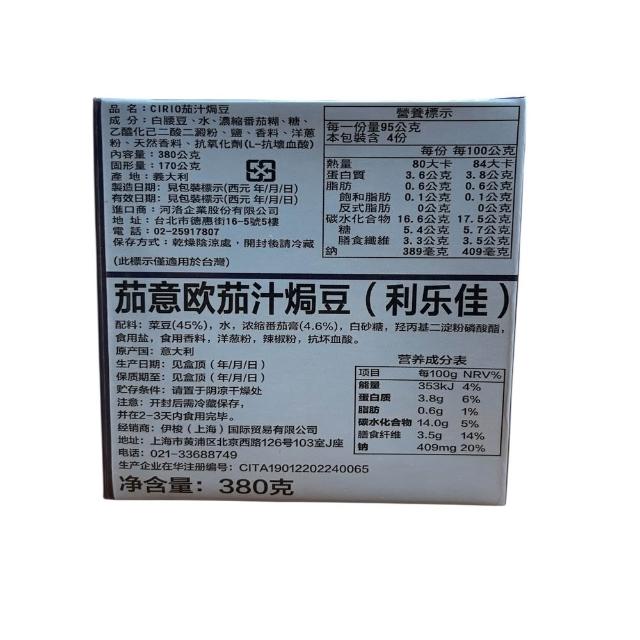 品 名：CIRIO茄汁焗豆
成 分：白腰豆、水、濃縮番茄糊、糖、
乙醯化己二酸二澱粉、鹽、香料、洋蔥
粉、天然香料、抗氧化劑(L-抗壞血酸)
內容量：380公克
固形量：170公克
產 地：義大利
製造日期：見包裝標示(西元 年/月/日)
有效日期：見包裝標示(西元 年/月/日)
進口商：河洛企業股份有限公司
地 址：台北市德惠街16-5號5樓
電 話：02-25917807
保存方式：乾燥陰涼處，開封後請冷藏
(此標示僅適用於台灣)
營養標示
每一份量95公克
本包裝含 4份
每份 每100公克
熱量 80大卡 84大卡
蛋白質 3.6公克 3.8公克
脂肪 0.6公克 0.6公克
飽和脂肪 0.1公克 0.1公克
反式脂肪 0公克 0公克
碳水化合物 16.6公克 17.5公克
糖 5.4公克 5.7公克
膳食纖維 3.3公克 3.5公克
鈉 389毫克 409毫克
茄意欧茄汁焗豆（利乐佳）
配料：菜豆(45%)，水，浓缩番茄膏(4.6%)，白砂糖，羟丙基二淀粉磷酸酯，
食用盐，食用香料，洋葱粉，辣椒粉，抗坏血酸。
原产国：意大利
生产日期：见盒顶（年/月/日）
保质期至：见盒顶（年/月/日）
贮存条件：请置于阴凉干燥处
注意：开封后需冷藏保存，
并在2-3天内食用完毕。
经销商：伊梭（上海）国际贸易有限公司
地址：上海市黄浦区北京西路126号103室J座
电话：021-33688749
生产企业在华注册编号：CITA19012202240065
净含量：380克
营养成分表
项目 每100g NRV%
能量 353kJ 4%
蛋白质 3.8g 6%
脂肪 0.6g 1%
碳水化合物 14.0g 5%
膳食纤维 3.5g 14%
钠 409mg 20%